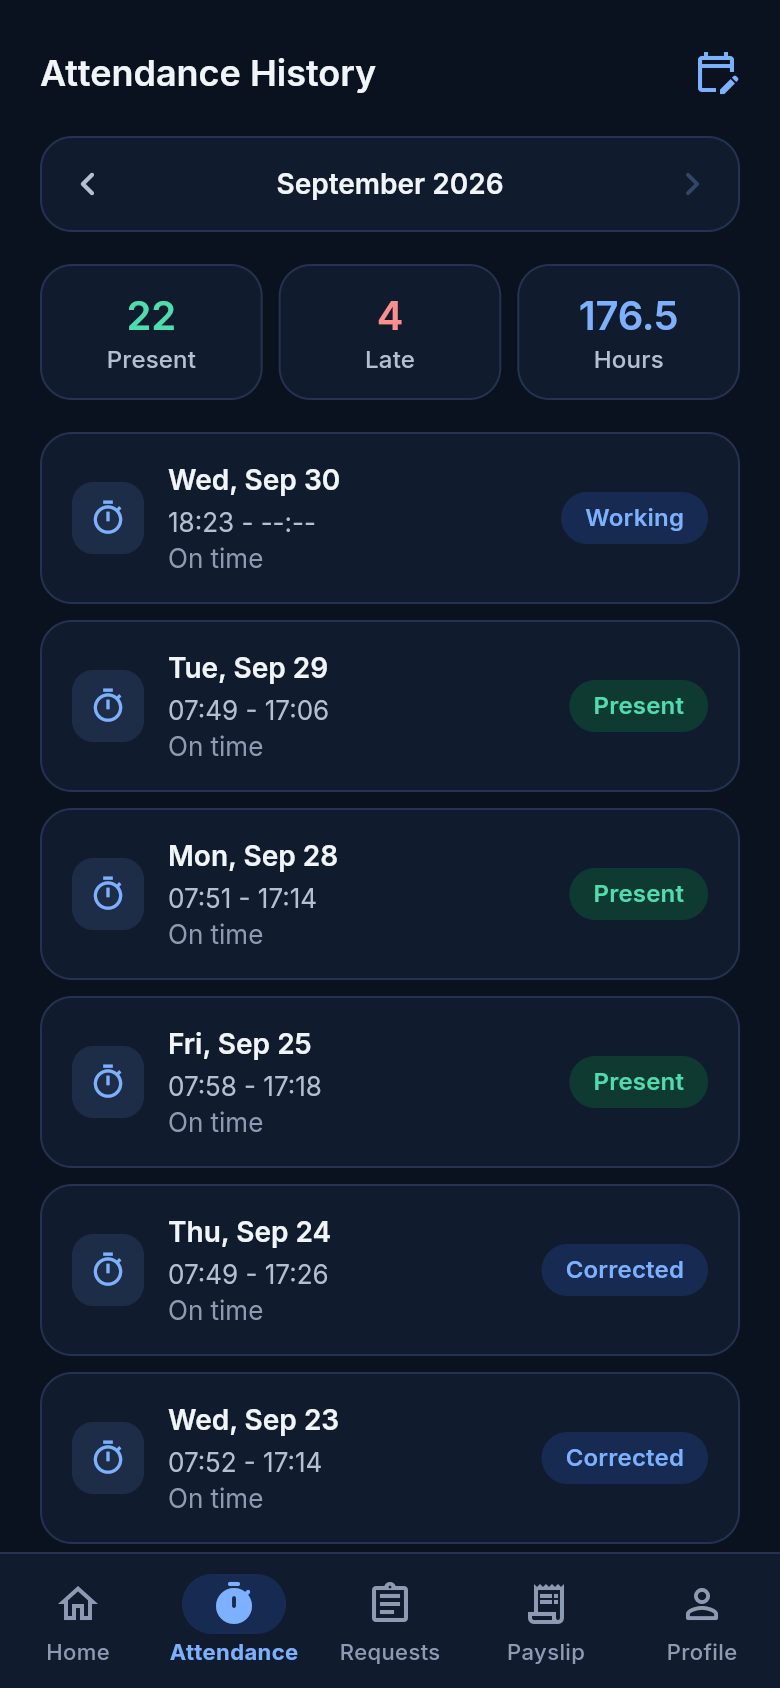 Attendance History
September 2026
22
Present
4
Late
176.5
Hours
Wed, Sep 30
18:23 - --:--
On time
Working
Tue, Sep 29
07:49 - 17:06
On time
Present
Mon, Sep 28
07:51 - 17:14
On time
Present
Fri, Sep 25
07:58 - 17:18
On time
Present
Thu, Sep 24
07:49 - 17:26
On time
Corrected
Wed, Sep 23
07:52 - 17:14
On time
Corrected
Home
Attendance
Requests
Payslip
Profile